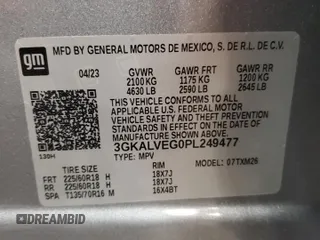 gm
MFD BY GENERAL MOTORS DE MEXICO, S. DE R.L. DE C.V.
04/23 GVWR GAWR FRT GAWR RR
2100 KG 1175 KG 1200 KG
4630 LB 2590 LB 2645 LB
THIS VEHICLE CONFORMS TO ALL
APPLICABLE U.S. FEDERAL MOTOR
VEHICLE SAFETY, BUMPER, AND THEFT
PREVENTION STANDARDS IN EFFECT ON
THE DATE OF MANUFACTURE SHOWN ABOVE.
3GKALVEG0PL249477
TYPE: MPV MODEL: 07TXM26
TIRE SIZE RIM
FRT 225/60R18 H 18X7J
RR 225/60R18 H 18X7J
SPA T135/70R16 M 16X4BT
DREAMBID